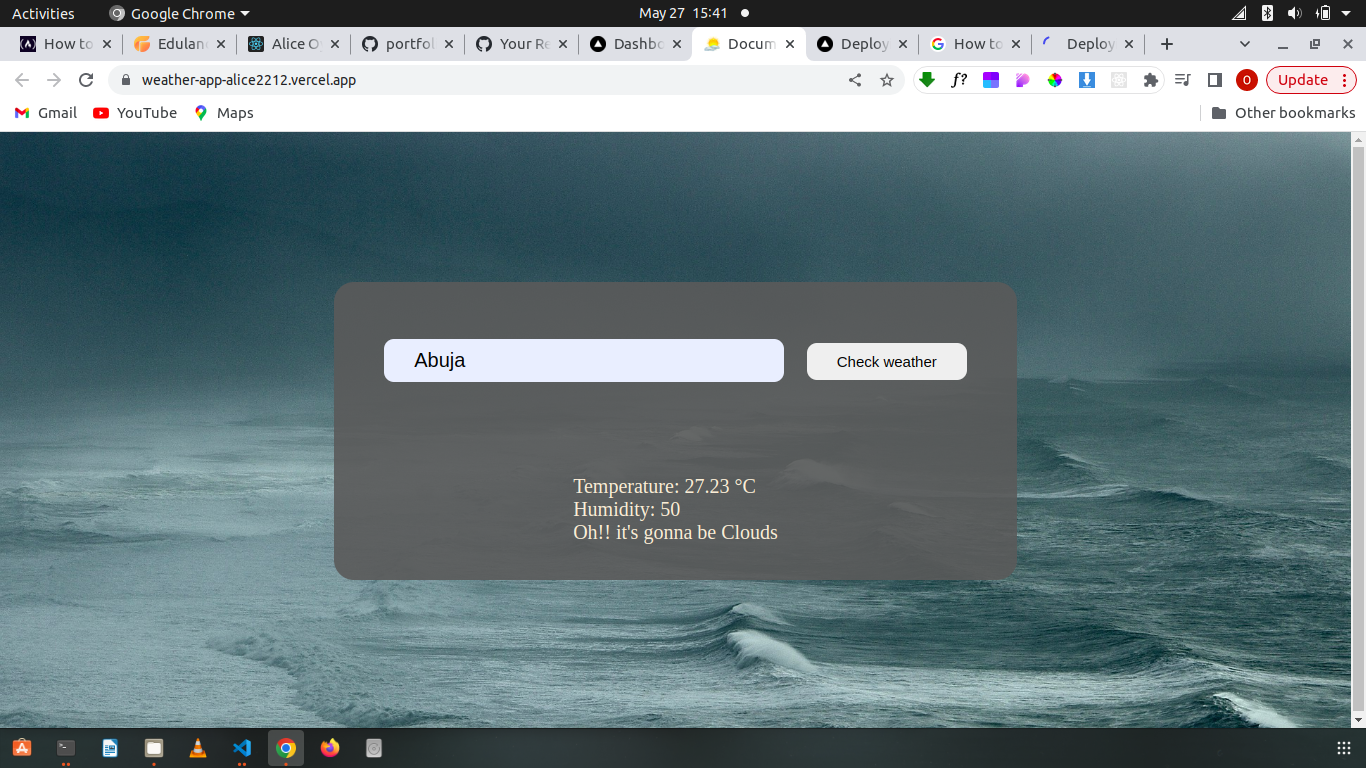 Activities
Google Chrome
May 27 15:41
How to
Edulan
Alice O
portfol
Your Re
Dashbo
Docum
Deploy
How to
Deploy
weather-app-alice2212.vercel.app
f?
O
Update
Gmail
YouTube
Maps
Other bookmarks
Abuja
Check weather
Temperature: 27.23 °C
Humidity: 50
Oh!! it's gonna be Clouds